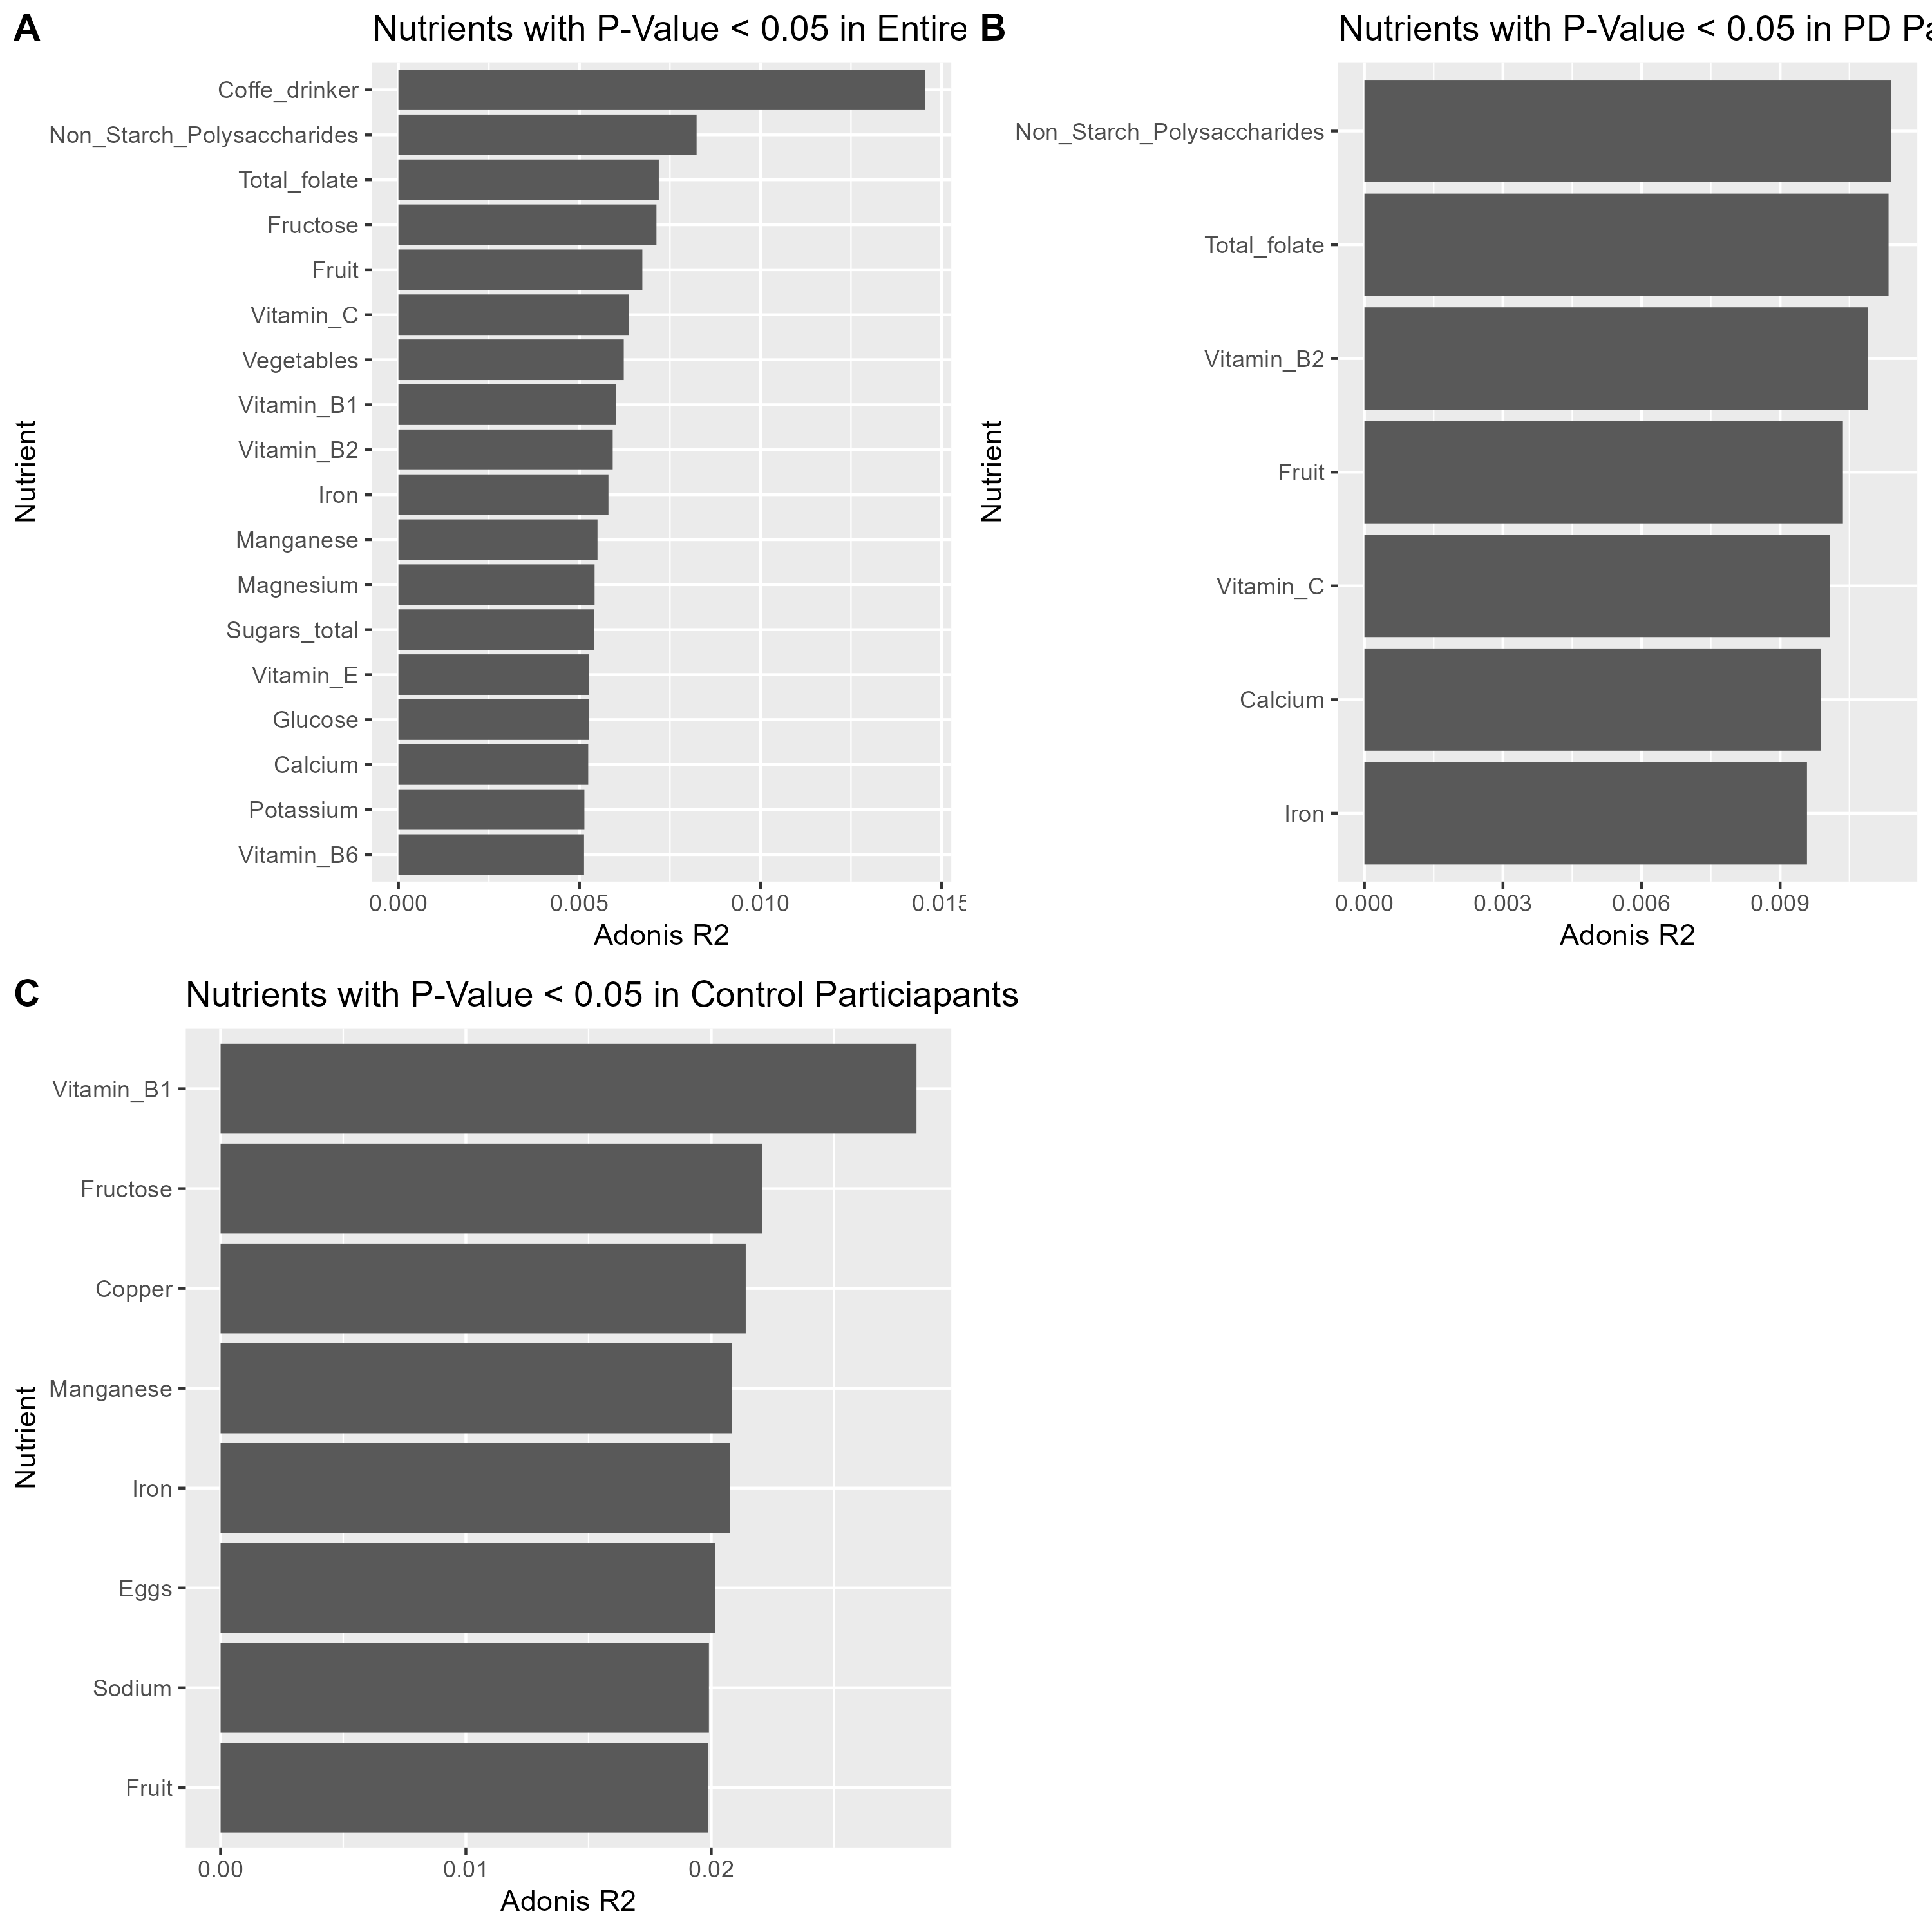 A
Nutrients with P-Value < 0.05 in Entire
Nutrient
Coffe_drinker
Non_Starch_Polysaccharides
Total_folate
Fructose
Fruit
Vitamin_C
Vegetables
Vitamin_B1
Vitamin_B2
Iron
Manganese
Magnesium
Sugars_total
Vitamin_E
Glucose
Calcium
Potassium
Vitamin_B6
0.000 0.005 0.010 0.015
Adonis R2
B
Nutrients with P-Value < 0.05 in PD Pa
Nutrient
Non_Starch_Polysaccharides
Total_folate
Vitamin_B2
Fruit
Vitamin_C
Calcium
Iron
0.000 0.003 0.006 0.009
Adonis R2
C
Nutrients with P-Value < 0.05 in Control Particiapants
Nutrient
Vitamin_B1
Fructose
Copper
Manganese
Iron
Eggs
Sodium
Fruit
0.00 0.01 0.02
Adonis R2